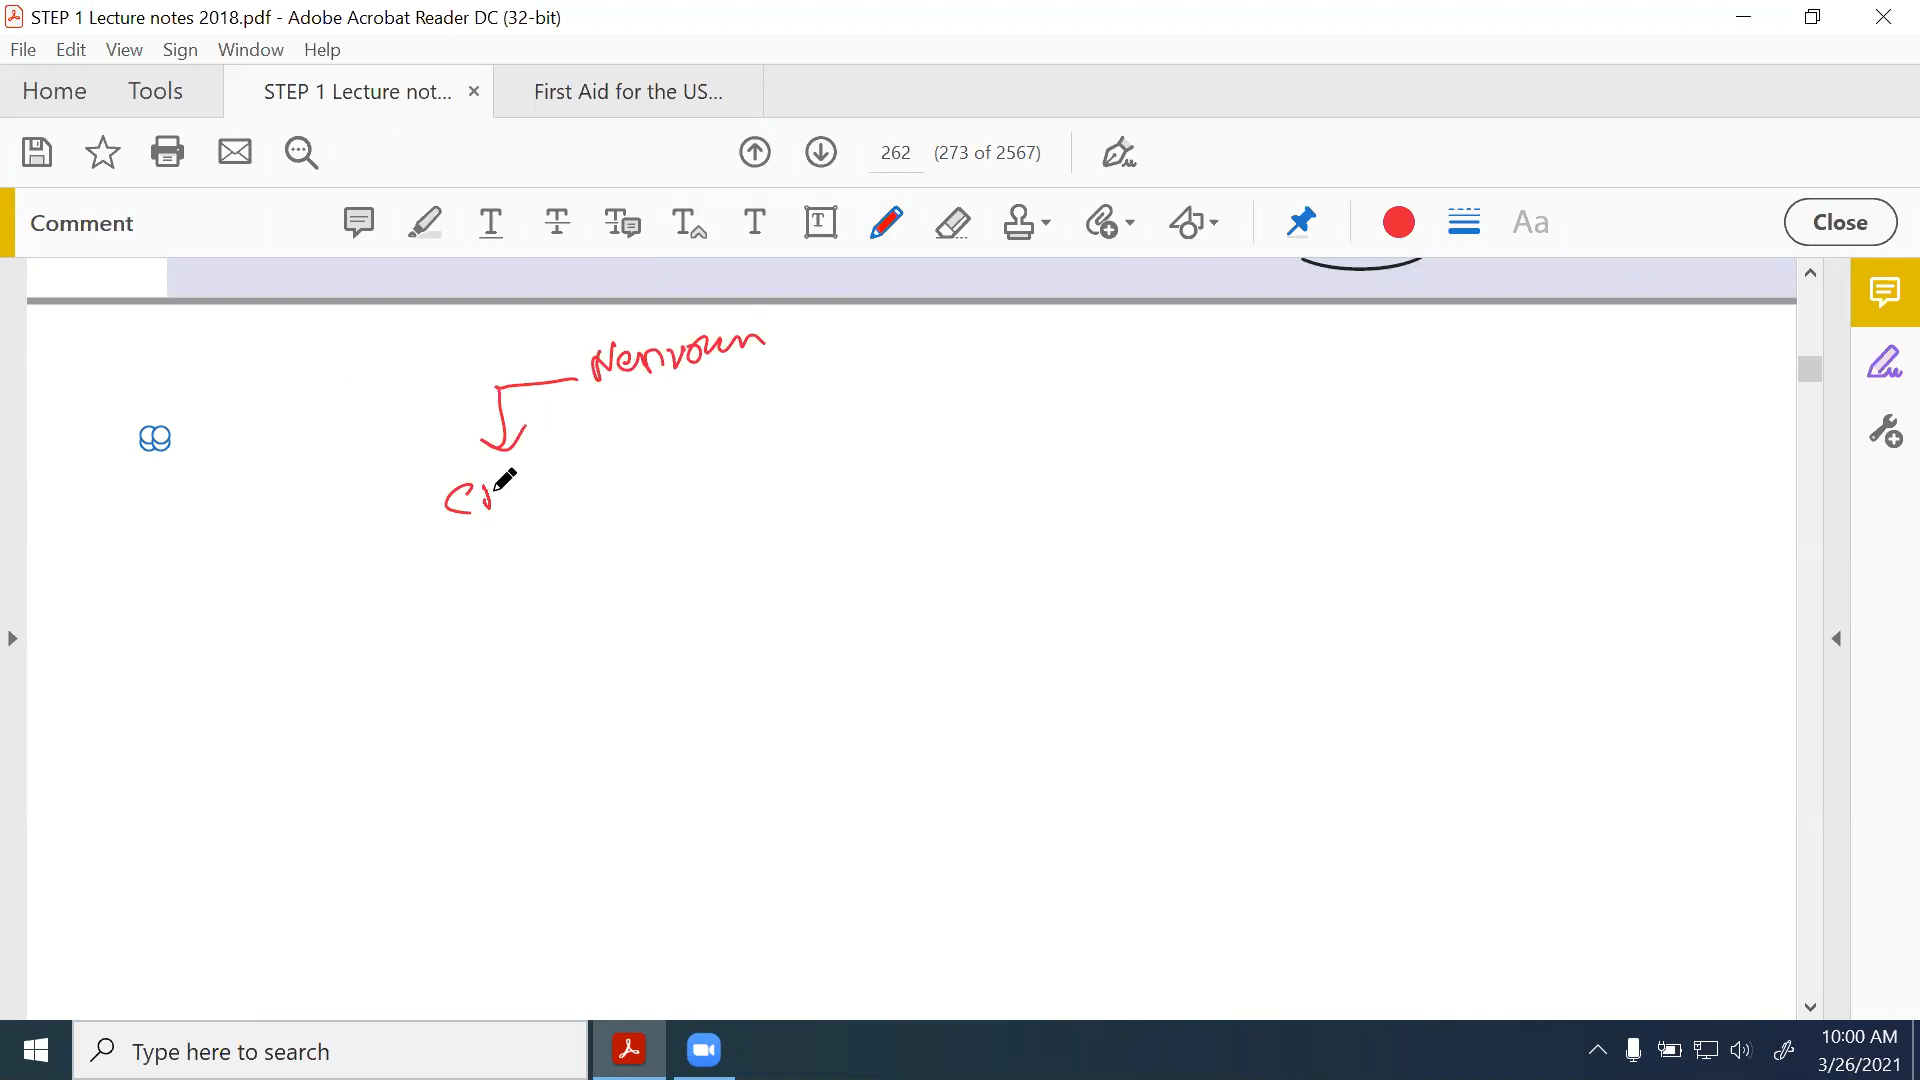 STEP 1 Lecture notes 2018.pdf - Adobe Acrobat Reader DC (32-bit)
File Edit View Sign Window Help
Home Tools STEP 1 Lecture not... × First Aid for the US...
262 (273 of 2567)
Comment Aa Close
Nervous
CN
Type here to search
10:00 AM
3/26/2021